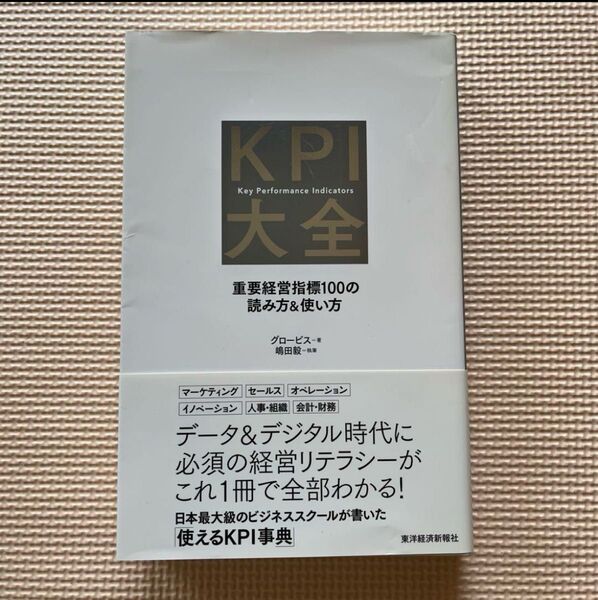 KPI
Key Performance Indicators
大全
重要経営指標100の
読み方&使い方
グロービス―著
嶋田毅―執筆
マーケティング セールス オペレーション
イノベーション 人事・組織 会計・財務
データ&デジタル時代に
必須の経営リテラシーが
これ1冊で全部わかる!
日本最大級のビジネススクールが書いた
「使えるKPI事典」
東洋経済新報社